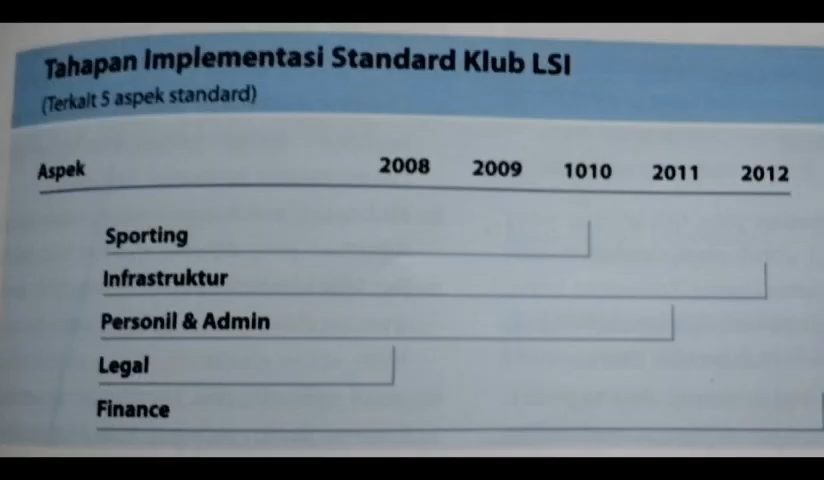 Tahapan Implementasi Standard Klub LSI
(Terkait 5 aspek standard)
Aspek 2008 2009 1010 2011 2012
Sporting
Infrastruktur
Personil & Admin
Legal
Finance